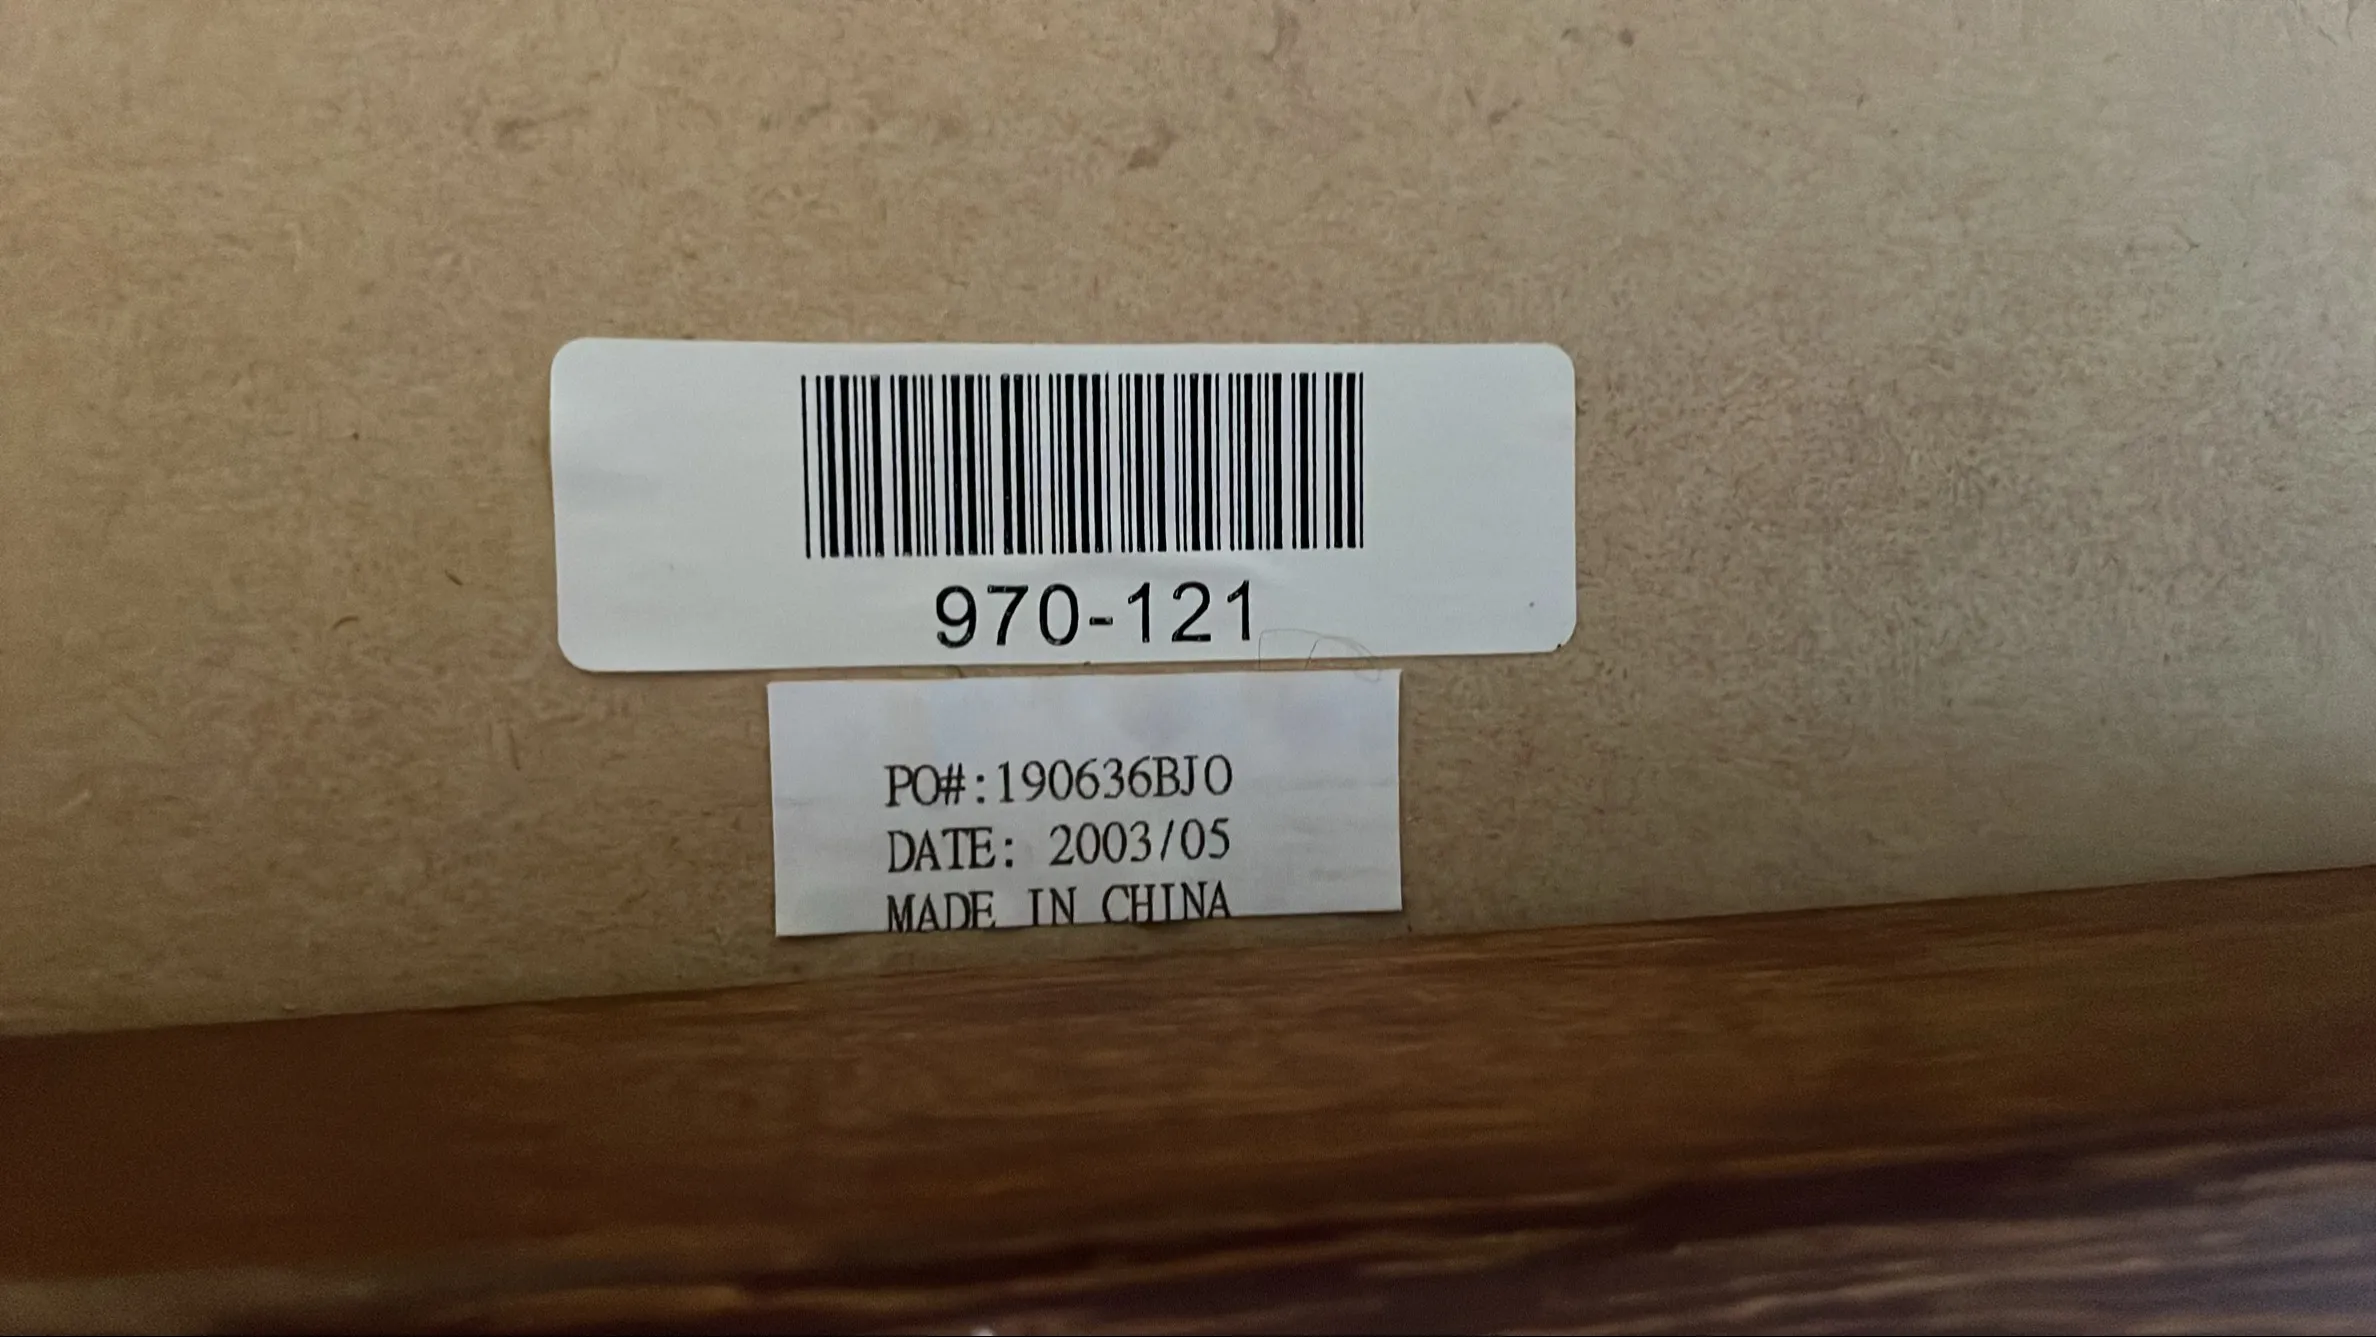 970-121
PO#:190636BJO
DATE: 2003/05
MADE IN CHINA